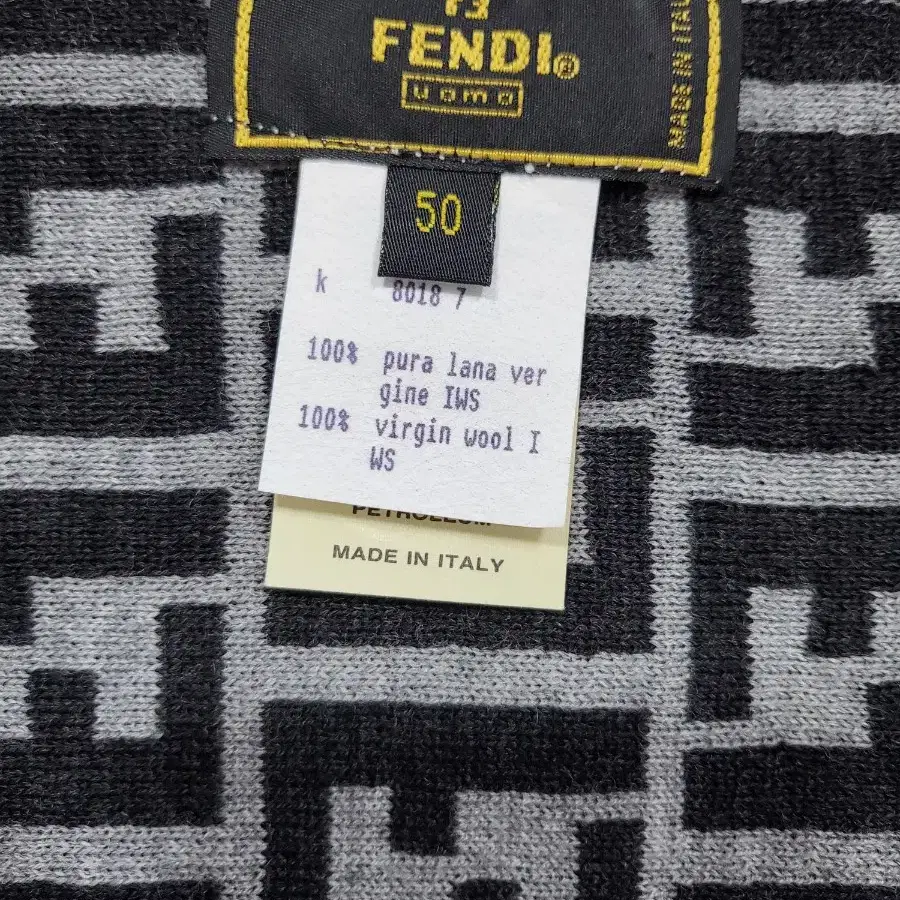 FENDI®
uomo
MADE IN ITALY
50
k 8018 7
100% pura lana ver
gine IWS
100% virgin wool I
WS
PETROLEUM
MADE IN ITALY